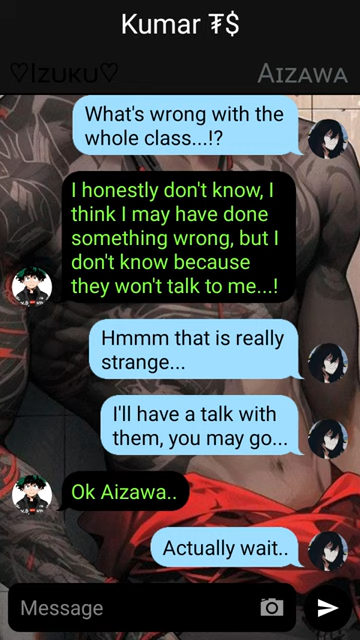 Kumar ₮$
♡Izuku♡
Aizawa
What's wrong with the
whole class...!?
I honestly don't know, I
think I may have done
something wrong, but I
don't know because
they won't talk to me...!
Hmmm that is really
strange...
I'll have a talk with
them, you may go...
Ok Aizawa..
Actually wait..
Message